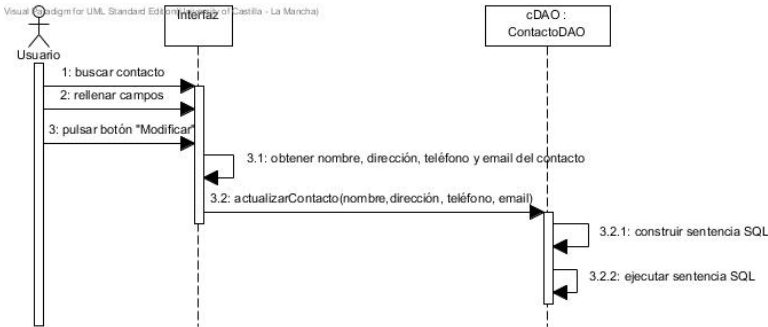 Visual Paradigm for UML Standard Edition(University of Castilla - La Mancha)
Interfaz
cDAO :
ContactoDAO
Usuario
1: buscar contacto
2: rellenar campos
3: pulsar botón "Modificar"
3.1: obtener nombre, dirección, teléfono y email del contacto
3.2: actualizarContacto(nombre,dirección, teléfono, email)
3.2.1: construir sentencia SQL
3.2.2: ejecutar sentencia SQL